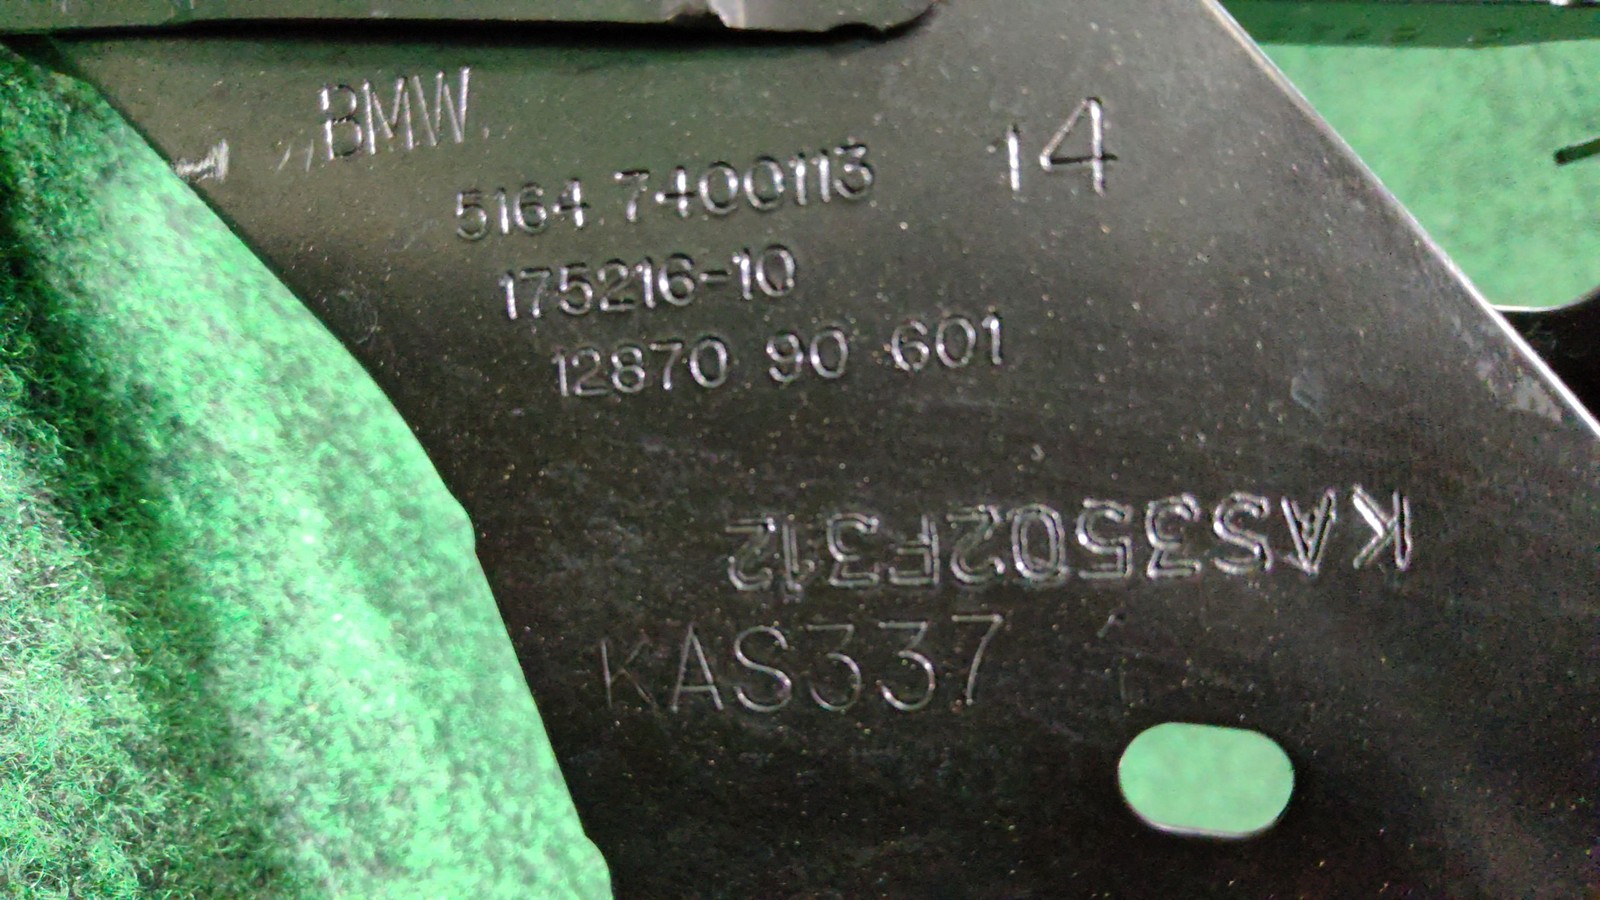 BMW
14
5164 7400113
175216-10
12870 90 601
KAS3502F312
KAS337